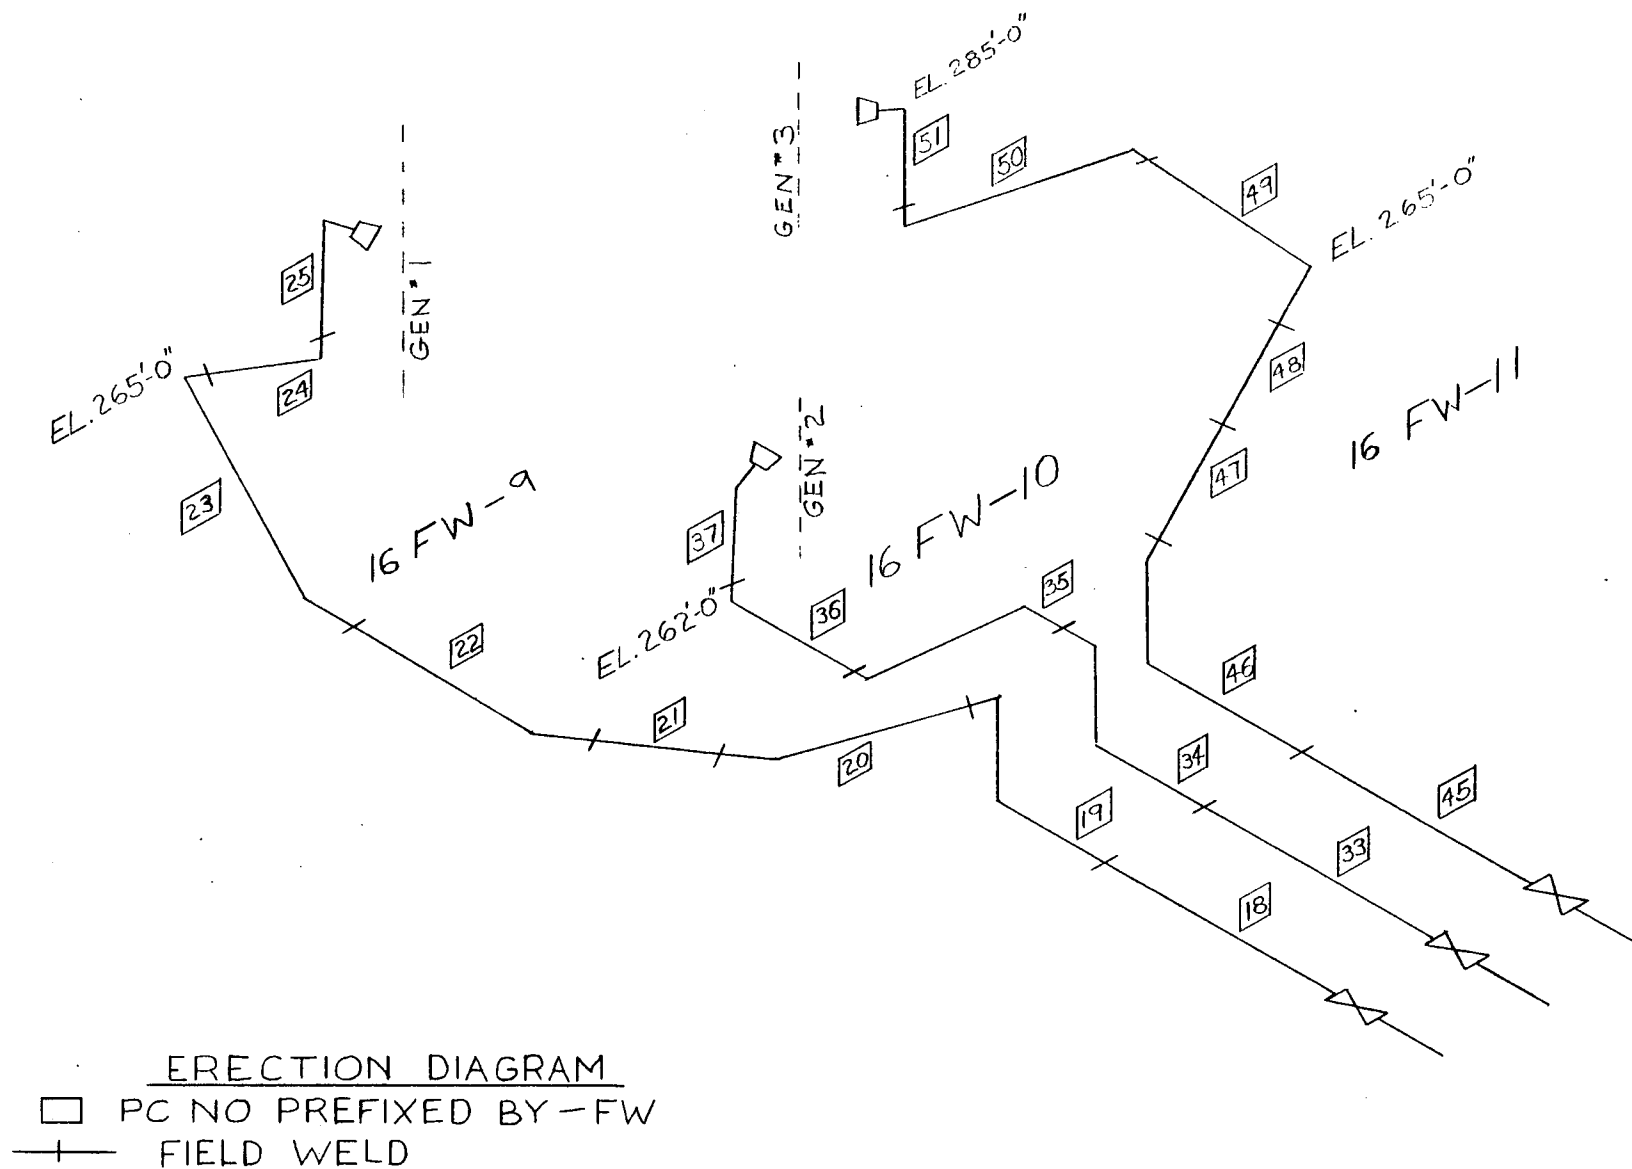 EL. 285'-0"
GEN #3
51
50
49
EL. 265'-0"
25
GEN #1
EL. 265'-0"
24
48
16 FW-11
GEN #2
47
23
16 FW-9
37
16 FW-10
35
36
EL. 262'-0"
22
46
21
20
34
45
19
33
18
ERECTION DIAGRAM
PC NO PREFIXED BY-FW
FIELD WELD